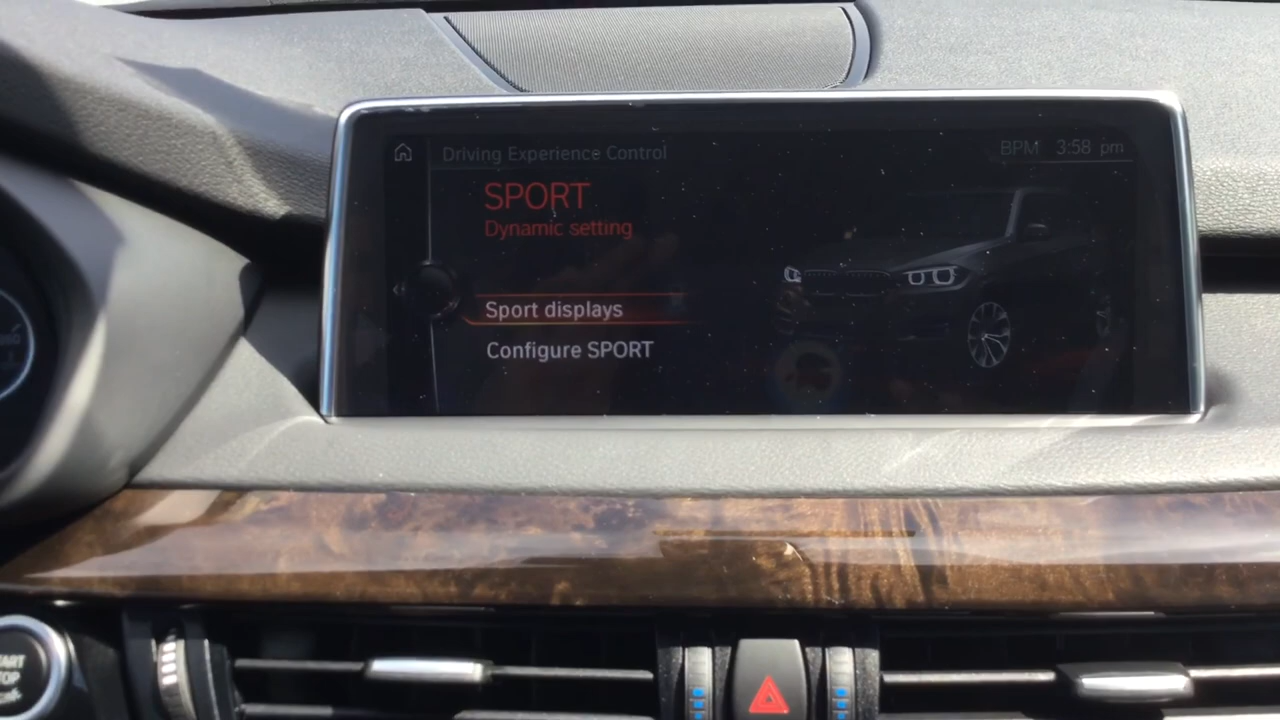 Driving Experience Control
BPM 3:58 pm
SPORT
Dynamic setting
Sport displays
Configure SPORT